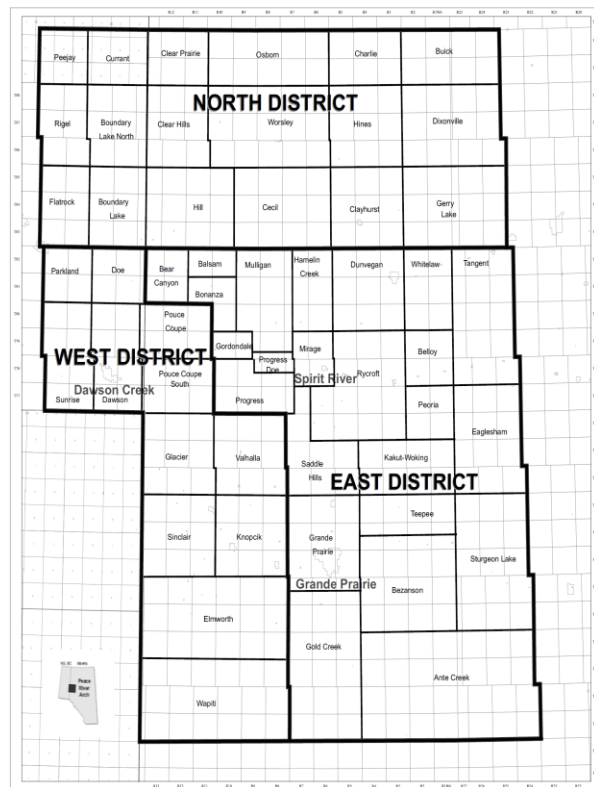 Peejay
Currant
Clear Prairie
Osborn
Charlie
Buick
NORTH DISTRICT
Rigel
Boundary
Lake North
Clear Hills
Worsley
Hines
Dixonville
Flatrock
Boundary
Lake
Hill
Cecil
Clayhurst
Gerry
Lake
Parkland
Doe
Bear
Canyon
Balsam
Bonanza
Mulligan
Hamelin
Creek
Dunvegan
Whitelaw
Tangent
Pouce
Coupe
WEST DISTRICT
Gordondale
Progress
Doe
Mirage
Rycroft
Belloy
Spirit River
Pouce Coupe
South
Dawson Creek
Sunrise
Dawson
Progress
Peoria
Eaglesham
Glacier
Valhalla
Saddle
Hills
Kakut-Woking
EAST DISTRICT
Sinclair
Knopcik
Grande
Prairie
Teepee
Sturgeon Lake
Grande Prairie
Bezanson
Elmworth
Gold Creek
Ante Creek
Wapiti
Peace
River
Arch